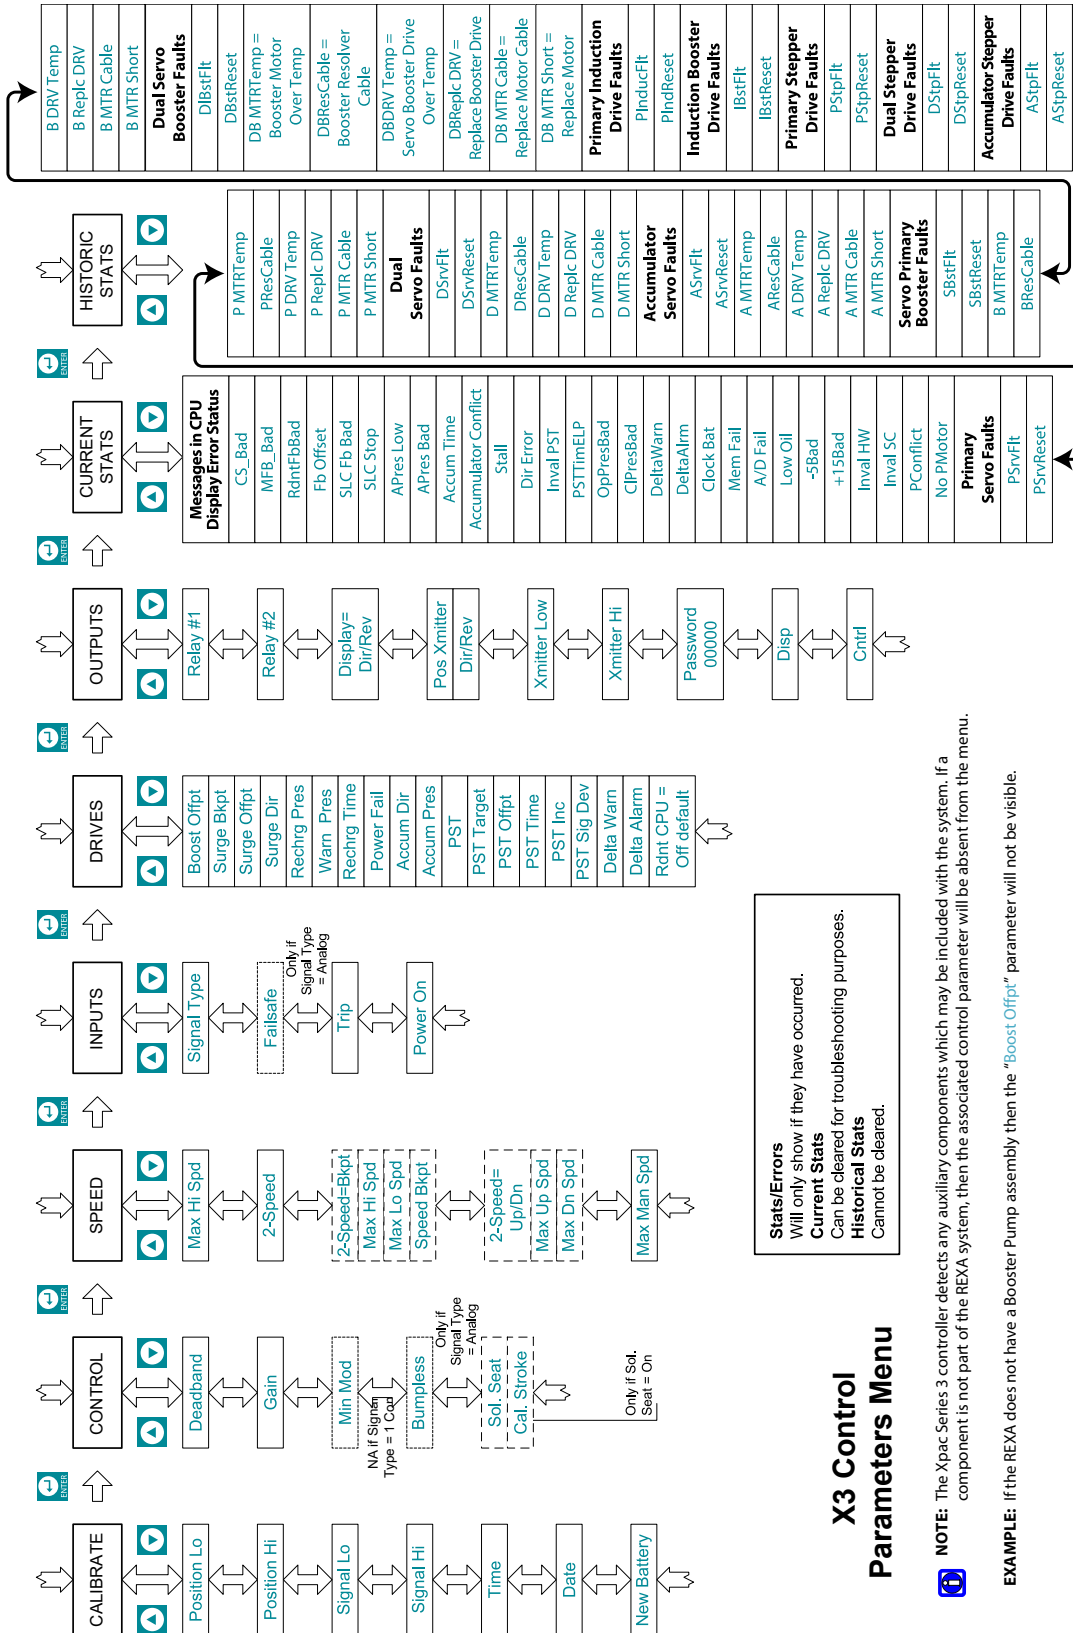 CALIBRATE
Position Lo
Position Hi
Signal Lo
Signal Hi
Time
Date
New Battery
ENTER
CONTROL
Deadband
Gain
Min Mod
NA if Signal
Type = 1 Con
Bumpless
Only if
Signal Type
= Analog
Sol. Seat
Cal. Stroke
Only if Sol.
Seat = On
ENTER
SPEED
Max Hi Spd
2-Speed
2-Speed=Bkpt
Max Hi Spd
Max Lo Spd
Speed Bkpt
2-Speed=
Up/Dn
Max Up Spd
Max Dn Spd
Max Man Spd
ENTER
INPUTS
Signal Type
Failsafe
Only if
Signal Type
= Analog
Trip
Power On
ENTER
DRIVES
Boost Offpt
Surge Bkpt
Surge Offpt
Surge Dir
Rechrg Pres
Warn Pres
Rechrg Time
Power Fail
Accum Dir
Accum Pres
PST
PST Target
PST Offpt
PST Time
PST Inc
PST Sig Dev
Delta Warn
Delta Alarm
Rdnt CPU =
Off default
ENTER
OUTPUTS
Relay #1
Relay #2
Display=
Dir/Rev
Pos Xmitter
Dir/Rev
Xmitter Low
Xmitter Hi
Password
00000
Disp
Cntrl
ENTER
CURRENT
STATS
Messages in CPU
Display Error Status
CS_Bad
MFB_Bad
RdntFbBad
Fb Offset
SLC Fb Bad
SLC Stop
APres Low
APres Bad
Accum Time
Accumulator Conflict
Stall
Dir Error
Inval PST
PSTTimELP
OpPresBad
ClPresBad
DeltaWarn
DeltaAlrm
Clock Bat
Mem Fail
A/D Fail
Low Oil
-5Bad
+15Bad
Inval HW
Inval SC
PConflict
No PMotor
Primary
Servo Faults
PSrvFlt
PSrvReset
ENTER
HISTORIC
STATS
P MTRTemp
PResCable
P DRV Temp
P Replc DRV
P MTR Cable
P MTR Short
Dual
Servo Faults
DSrvFlt
DSrvReset
D MTRTemp
DResCable
D DRV Temp
D Replc DRV
D MTR Cable
D MTR Short
Accumulator
Servo Faults
ASrvFlt
ASrvReset
A MTRTemp
AResCable
A DRV Temp
A Replc DRV
A MTR Cable
A MTR Short
Servo Primary
Booster Faults
SBstFlt
SBstReset
B MTRTemp
BResCable
B DRV Temp
B Replc DRV
B MTR Cable
B MTR Short
Dual Servo
Booster Faults
DlBstFlt
DBstReset
DB MTRTemp =
Booster Motor
Over Temp
DBResCable =
Booster Resolver
Cable
DBDRV Temp =
Servo Booster Drive
Over Temp
DBReplc DRV =
Replace Booster Drive
DB MTR Cable =
Replace Motor Cable
DB MTR Short =
Replace Motor
Primary Induction
Drive Faults
PInducFlt
PIndReset
Induction Booster
Drive Faults
IBstFlt
IBstReset
Primary Stepper
Drive Faults
PStpFlt
PStpReset
Dual Stepper
Drive Faults
DStpFlt
DStpReset
Accumulator Stepper
Drive Faults
AStpFlt
AStpReset
Stats/Errors
Will only show if they have occurred.
Current Stats
Can be cleared for troubleshooting purposes.
Historical Stats
Cannot be cleared.
X3 Control
Parameters Menu
NOTE: The Xpac Series 3 controller detects any auxiliary components which may be included with the system. If a
component is not part of the REXA system, then the associated control parameter will be absent from the menu.
EXAMPLE: If the REXA does not have a Booster Pump assembly then the "Boost Offpt" parameter will not be visible.